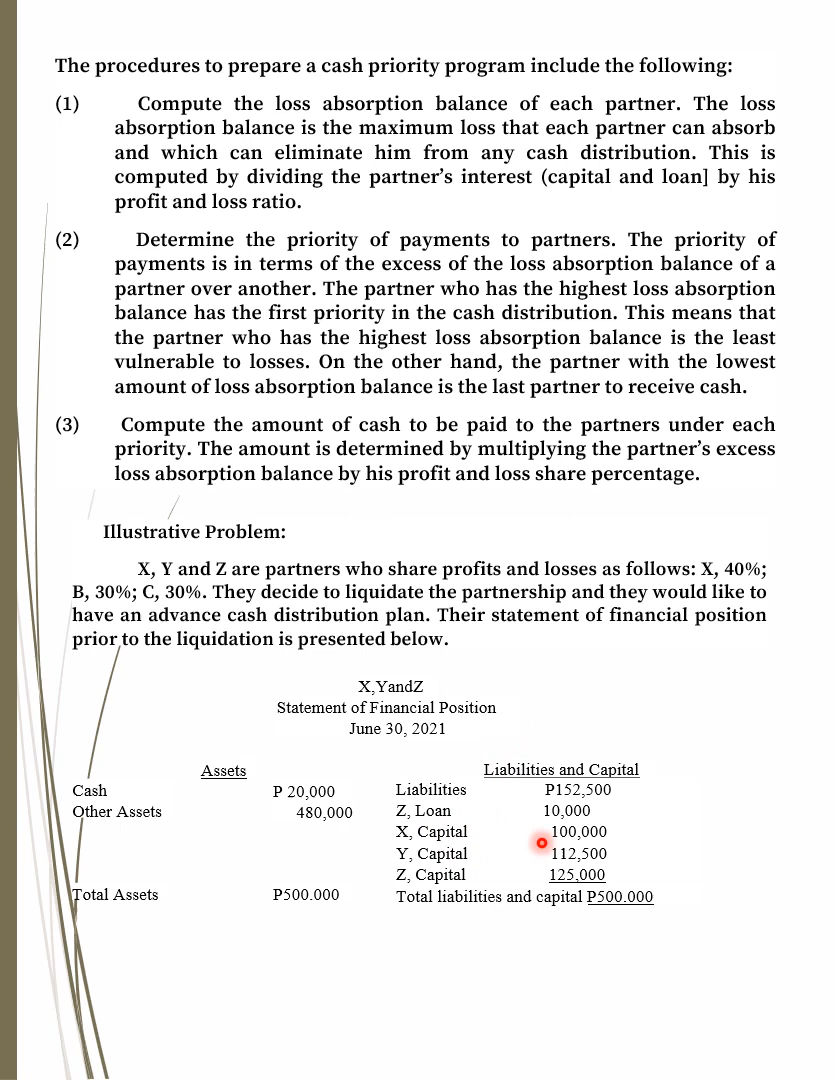 The procedures to prepare a cash priority program include the following:
(1) Compute the loss absorption balance of each partner. The loss
absorption balance is the maximum loss that each partner can absorb
and which can eliminate him from any cash distribution. This is
computed by dividing the partner’s interest (capital and loan] by his
profit and loss ratio.
(2) Determine the priority of payments to partners. The priority of
payments is in terms of the excess of the loss absorption balance of a
partner over another. The partner who has the highest loss absorption
balance has the first priority in the cash distribution. This means that
the partner who has the highest loss absorption balance is the least
vulnerable to losses. On the other hand, the partner with the lowest
amount of loss absorption balance is the last partner to receive cash.
(3) Compute the amount of cash to be paid to the partners under each
priority. The amount is determined by multiplying the partner’s excess
loss absorption balance by his profit and loss share percentage.
Illustrative Problem:
X, Y and Z are partners who share profits and losses as follows: X, 40%;
B, 30%; C, 30%. They decide to liquidate the partnership and they would like to
have an advance cash distribution plan. Their statement of financial position
prior to the liquidation is presented below.
X,YandZ
Statement of Financial Position
June 30, 2021
Assets Liabilities and Capital
Cash P 20,000 Liabilities P152,500
Other Assets 480,000 Z, Loan 10,000
X, Capital 100,000
Y, Capital 112,500
Z, Capital 125,000
Total Assets P500.000 Total liabilities and capital P500.000